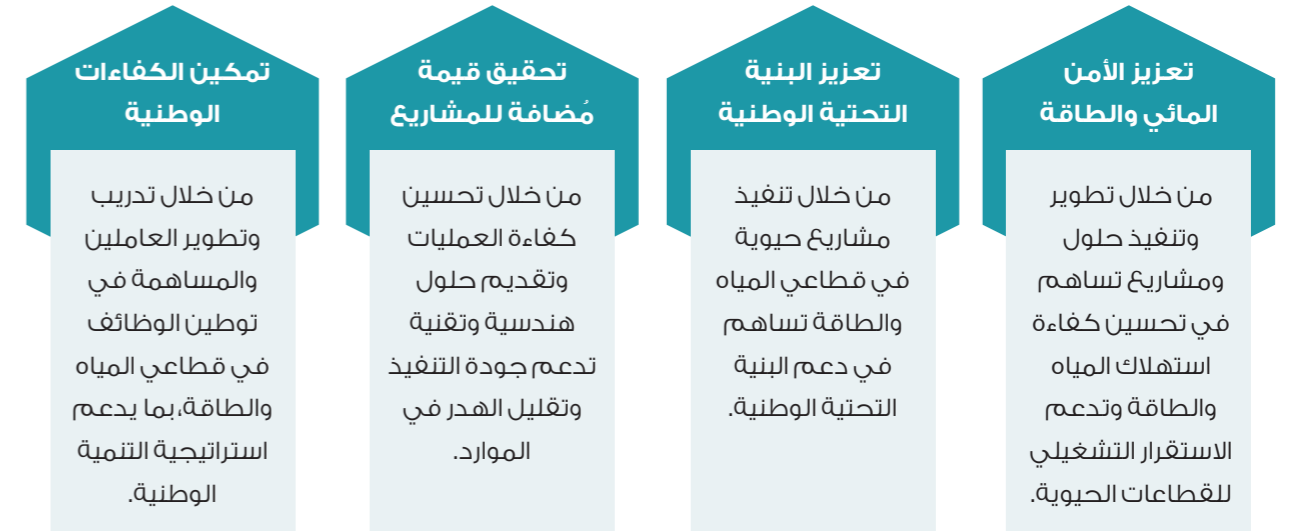 تعزيز الأمن
المائي والطاقة
من خلال تطوير
وتنفيذ حلول
ومشاريع تساهم
في تحسين كفاءة
استهلاك المياه
والطاقة وتدعم
الاستقرار التشغيلي
للقطاعات الحيوية.
تعزيز البنية
التحتية الوطنية
من خلال تنفيذ
مشاريع حيوية
في قطاعي المياه
والطاقة تساهم
في دعم البنية
التحتية الوطنية.
تحقيق قيمة
مُضافة للمشاريع
من خلال تحسين
كفاءة العمليات
وتقديم حلول
هندسية وتقنية
تدعم جودة التنفيذ
وتقليل الهدر في
الموارد.
تمكين الكفاءات
الوطنية
من خلال تدريب
وتطوير العاملين
والمساهمة في
توطين الوظائف
في قطاعي المياه
والطاقة، بما يدعم
استراتيجية التنمية
الوطنية.